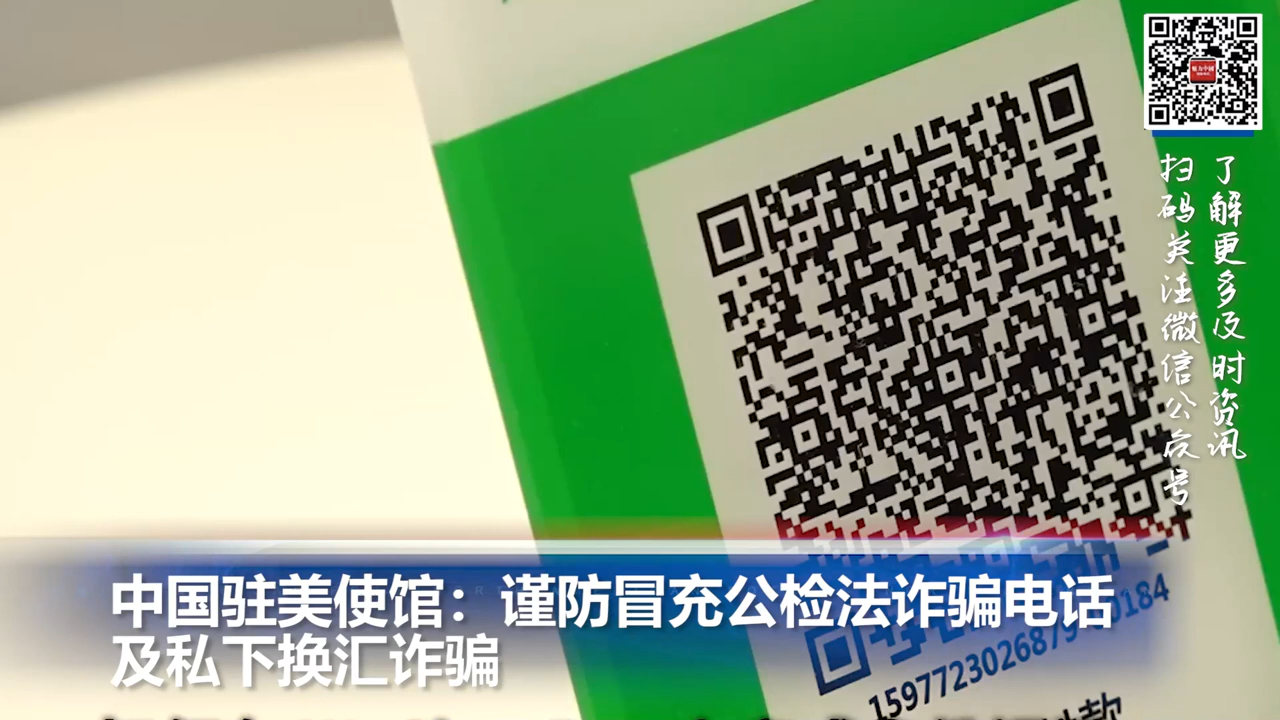 了解更多及时资讯
扫码关注微信公众号
中国驻美使馆：谨防冒充公检法诈骗电话
及私下换汇诈骗